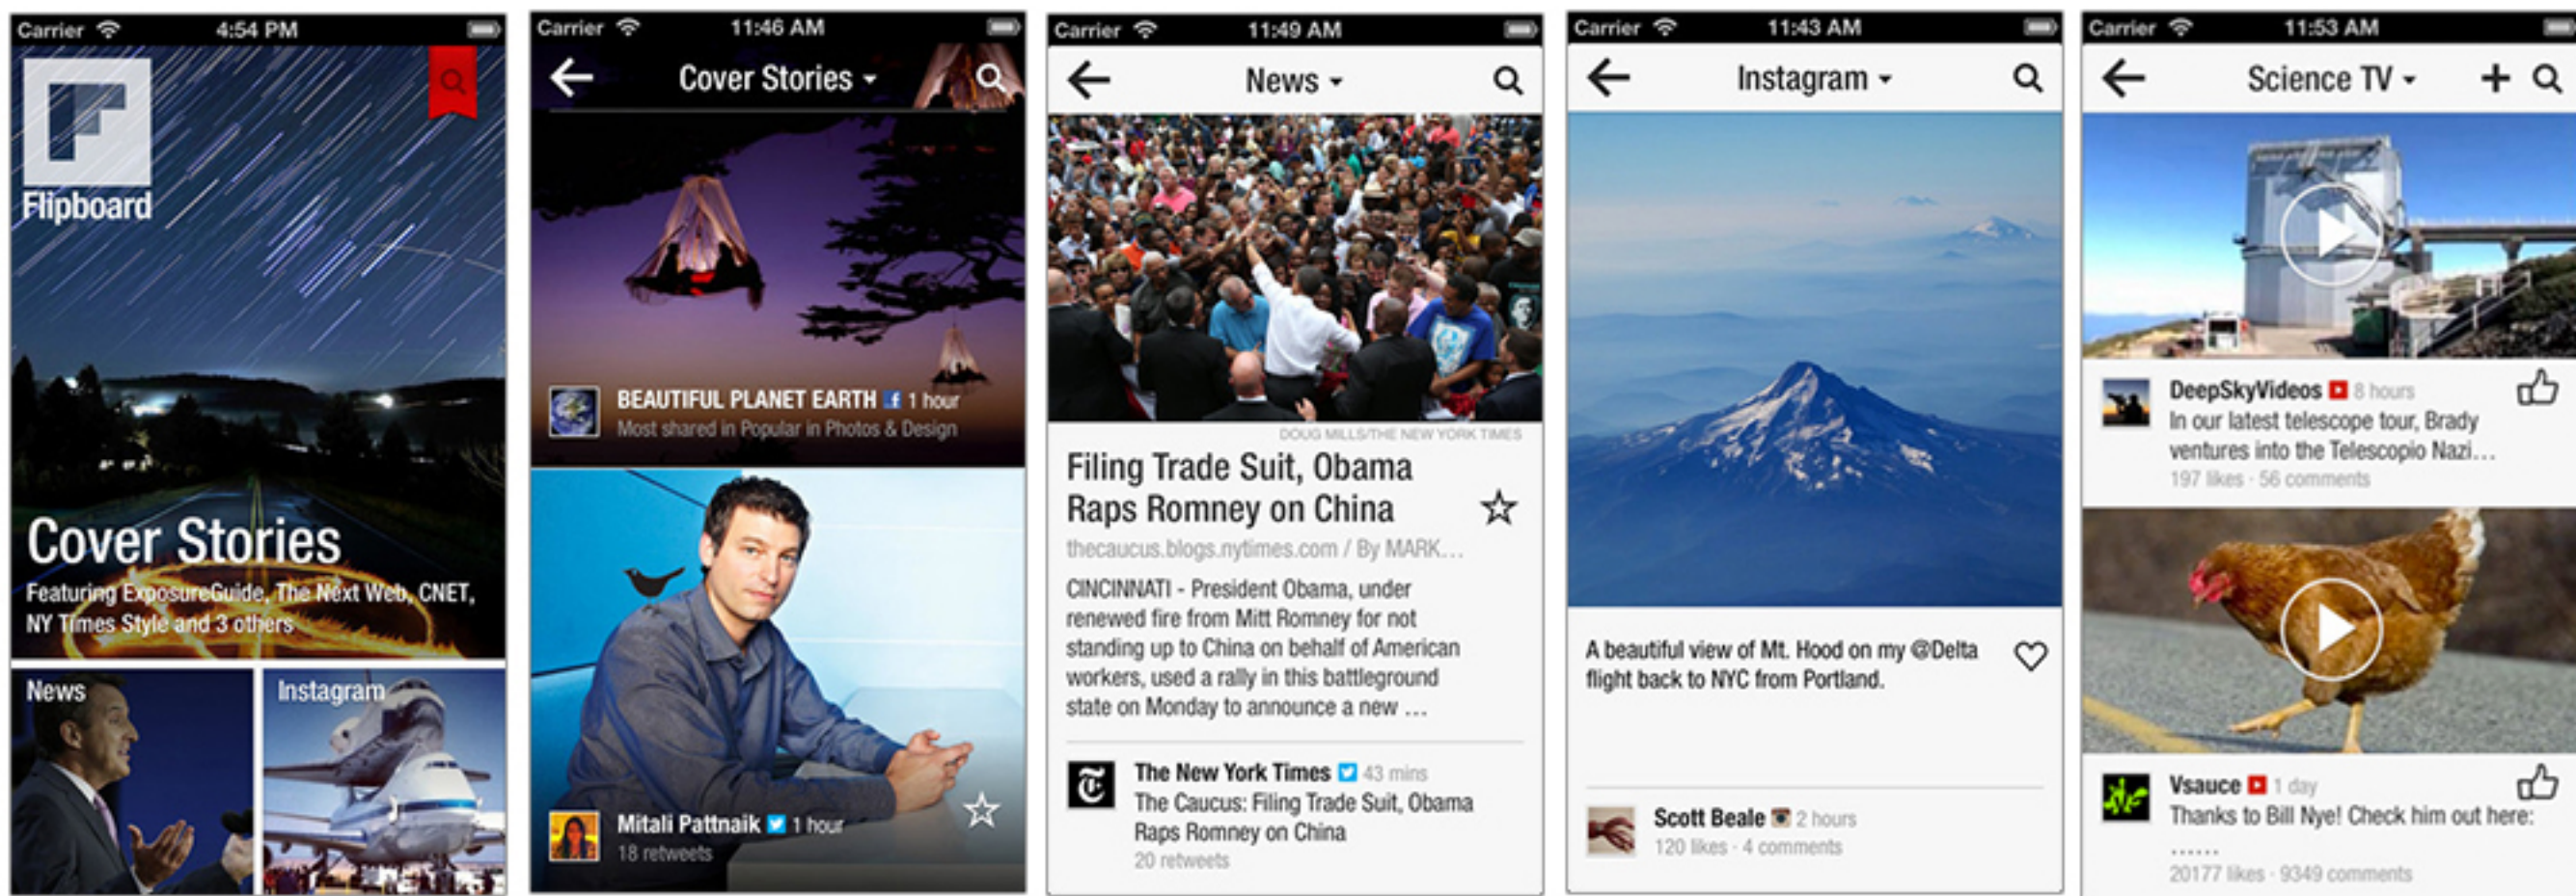 Carrier 4:54 PM
Flipboard
Cover Stories
Featuring ExposureGuide, The Next Web, CNET,
NY Times Style and 3 others
News
Instagram
Carrier 11:46 AM
Cover Stories
BEAUTIFUL PLANET EARTH f 1 hour
Most shared in Popular in Photos & Design
Mitali Pattnaik 1 hour
18 retweets
Carrier 11:49 AM
News
DOUG MILLS/THE NEW YORK TIMES
Filing Trade Suit, Obama
Raps Romney on China
thecaucus.blogs.nytimes.com / By MARK...
CINCINNATI - President Obama, under
renewed fire from Mitt Romney for not
standing up to China on behalf of American
workers, used a rally in this battleground
state on Monday to announce a new ...
The New York Times 43 mins
The Caucus: Filing Trade Suit, Obama
Raps Romney on China
20 retweets
Carrier 11:43 AM
Instagram
A beautiful view of Mt. Hood on my @Delta
flight back to NYC from Portland.
Scott Beale 2 hours
120 likes · 4 comments
Carrier 11:53 AM
Science TV
DeepSkyVideos 8 hours
In our latest telescope tour, Brady
ventures into the Telescopio Nazi...
197 likes · 56 comments
Vsauce 1 day
Thanks to Bill Nye! Check him out here:
......
20177 likes · 9349 comments